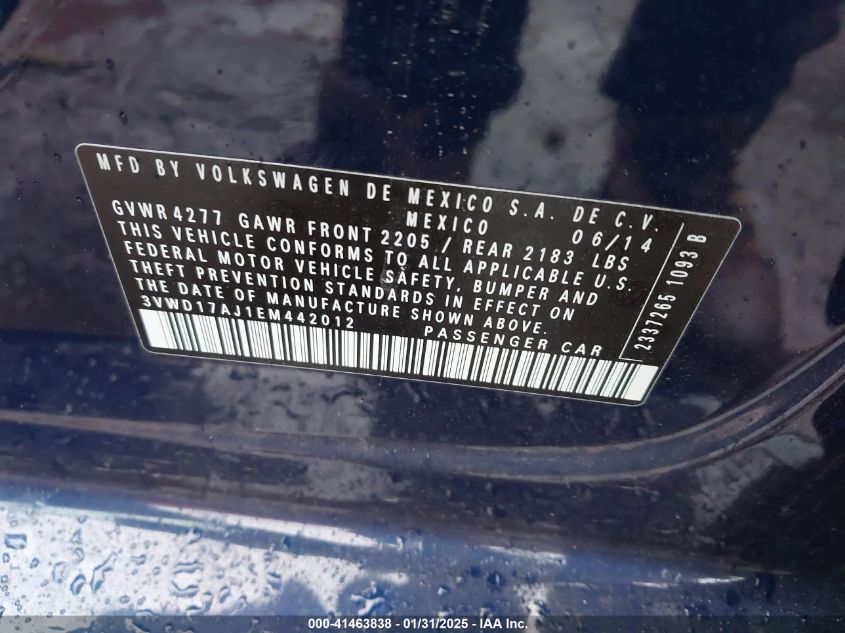 MFD BY VOLKSWAGEN DE MEXICO S.A. DE C.V.
MEXICO
GVWR 4277 GAWR FRONT 2205 / REAR 2183 LBS 06/14
THIS VEHICLE CONFORMS TO ALL APPLICABLE U.S.
FEDERAL MOTOR VEHICLE SAFETY, BUMPER AND
THEFT PREVENTION STANDARDS IN EFFECT ON
THE DATE OF MANUFACTURE SHOWN ABOVE.
3VWD17AJ1EM442012 PASSENGER CAR
2337265 1093 B
000-41463838 - 01/31/2025 - IAA Inc.